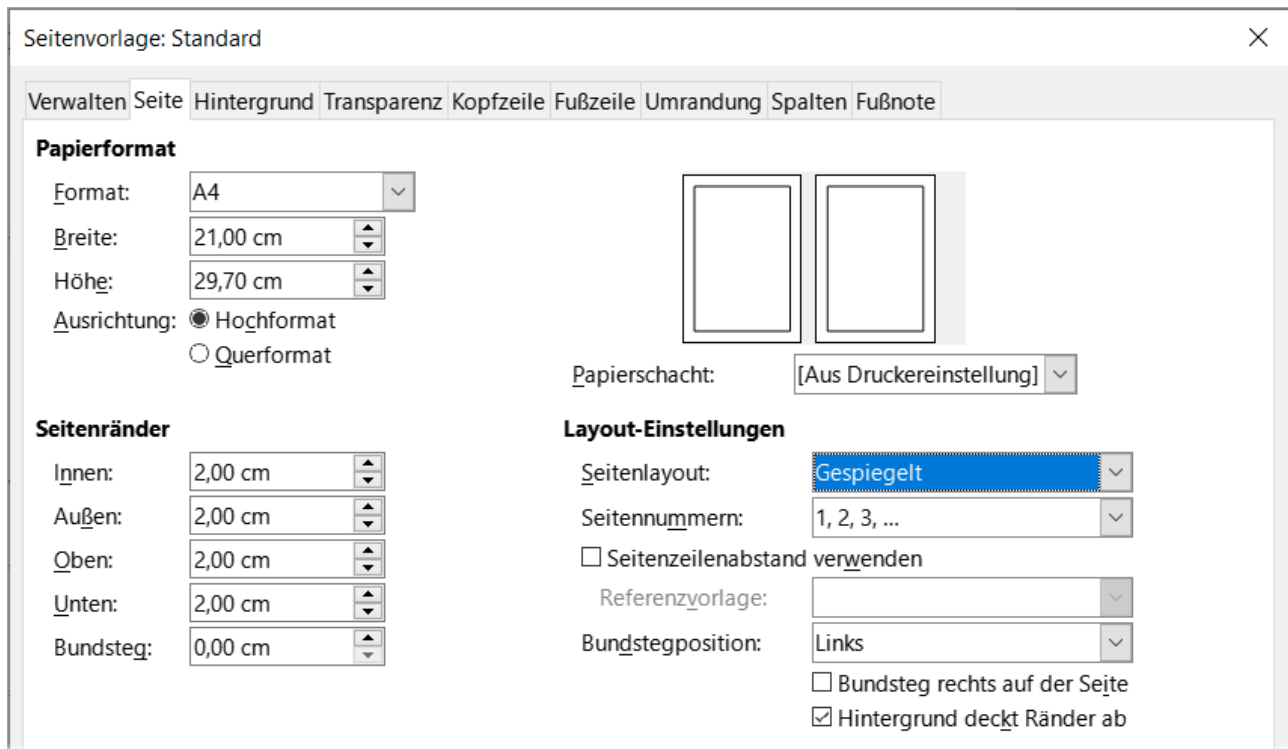 Seitenvorlage: Standard
Verwalten Seite Hintergrund Transparenz Kopfzeile Fußzeile Umrandung Spalten Fußnote
Papierformat
Format: A4
Breite: 21,00 cm
Höhe: 29,70 cm
Ausrichtung: Hochformat
Querformat
Papierschacht: [Aus Druckereinstellung]
Seitenränder
Innen: 2,00 cm
Außen: 2,00 cm
Oben: 2,00 cm
Unten: 2,00 cm
Bundsteg: 0,00 cm
Layout-Einstellungen
Seitenlayout: Gespiegelt
Seitennummern: 1, 2, 3, ...
Seitenzeilenabstand verwenden
Referenzvorlage:
Bundstegposition: Links
Bundsteg rechts auf der Seite
Hintergrund deckt Ränder ab